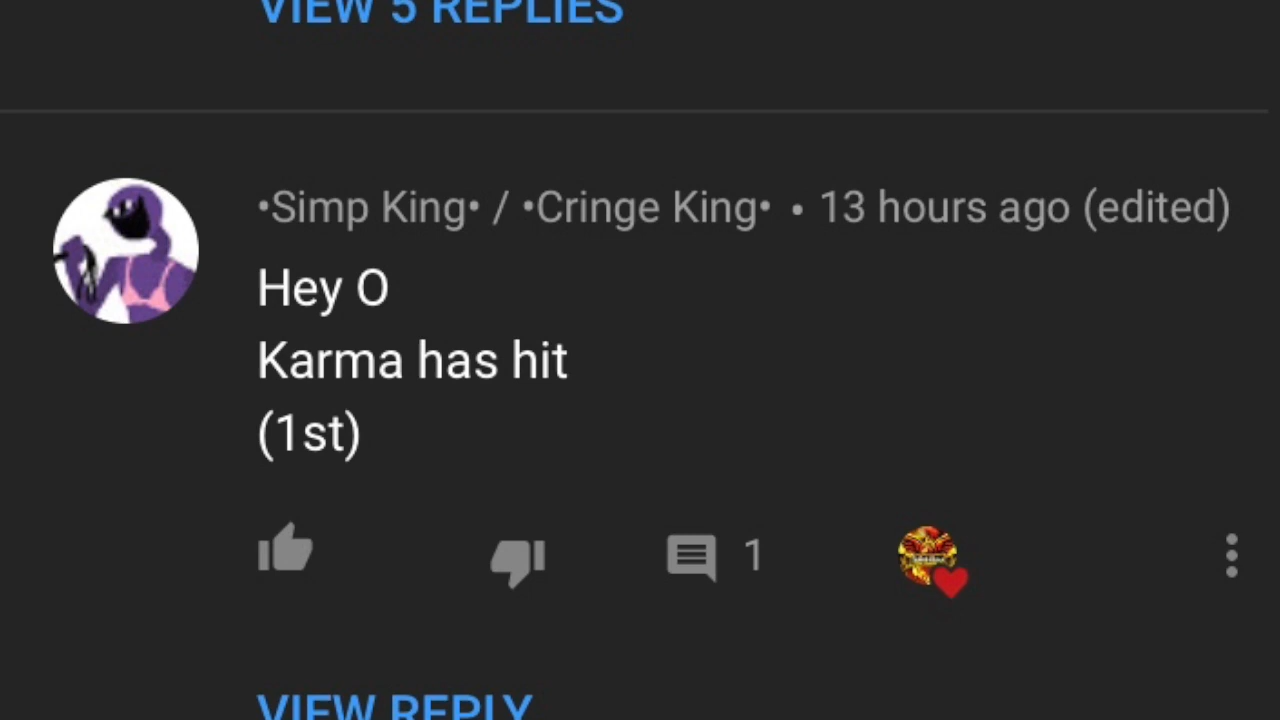 VIEW 5 REPLIES
•Simp King• / •Cringe King• • 13 hours ago (edited)
Hey O
Karma has hit
(1st)
1
VIEW REPLY